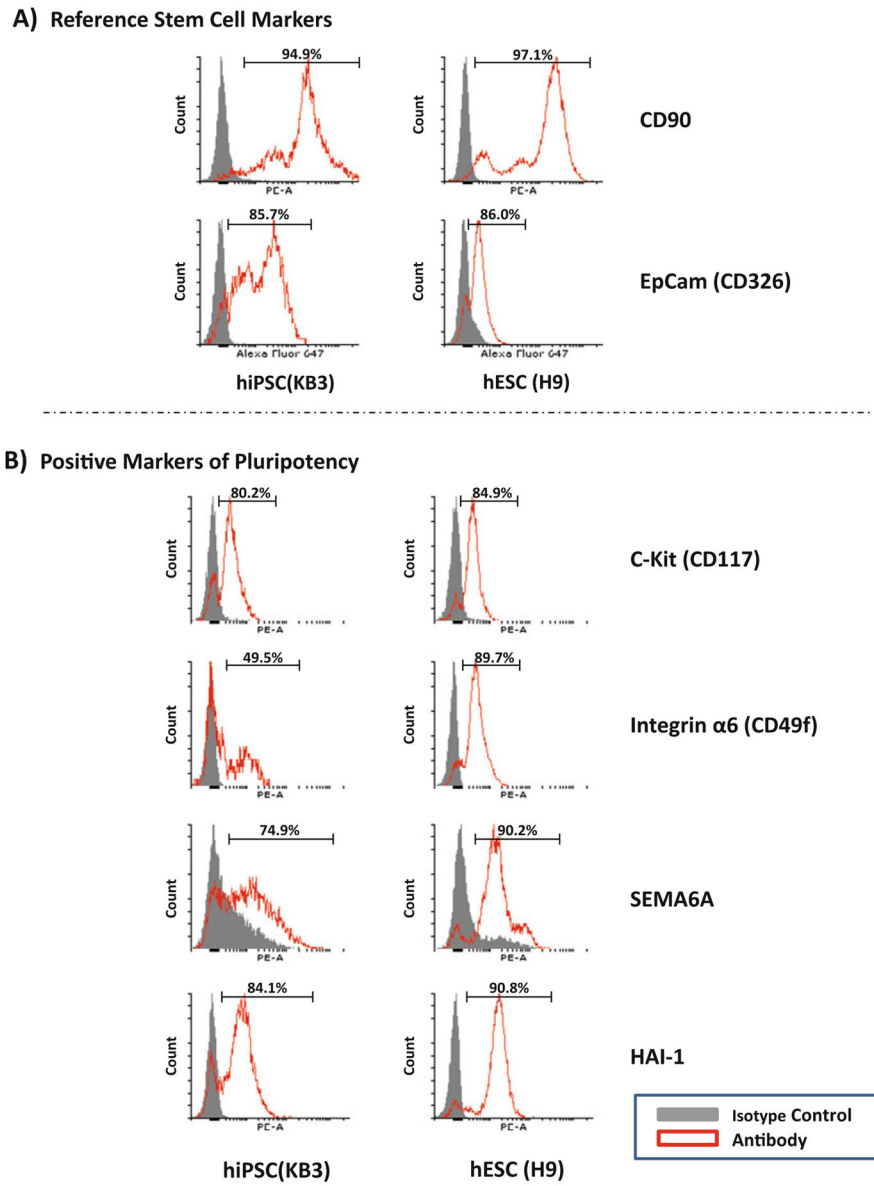 A) Reference Stem Cell Markers
94.9%
97.1%
Count
Count
CD90
PE-A
PE-A
85.7%
86.0%
Count
Count
EpCam (CD326)
Alexa Fluor 647
Alexa Fluor 647
hiPSC(KB3)
hESC (H9)
B) Positive Markers of Pluripotency
80.2%
84.9%
Count
Count
C-Kit (CD117)
PE-A
PE-A
49.5%
89.7%
Count
Count
Integrin α6 (CD49f)
PE-A
PE-A
74.9%
90.2%
Count
Count
SEMA6A
PE-A
PE-A
84.1%
90.8%
Count
Count
HAI-1
PE-A
PE-A
Isotype Control
Antibody
hiPSC(KB3)
hESC (H9)